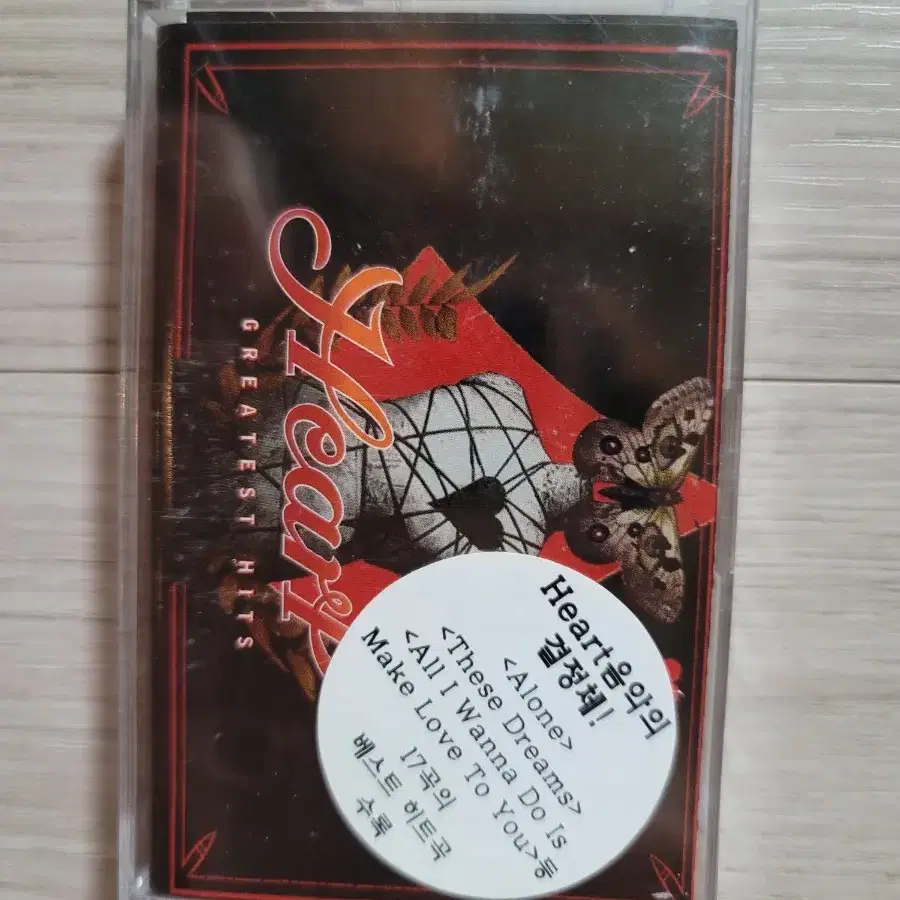 Heart
GREATEST HITS
Heart음악의
결정체!
<Alone>
<These Dreams>
<All I Wanna Do Is
Make Love To You>등
17곡의
베스트 히트곡
수록